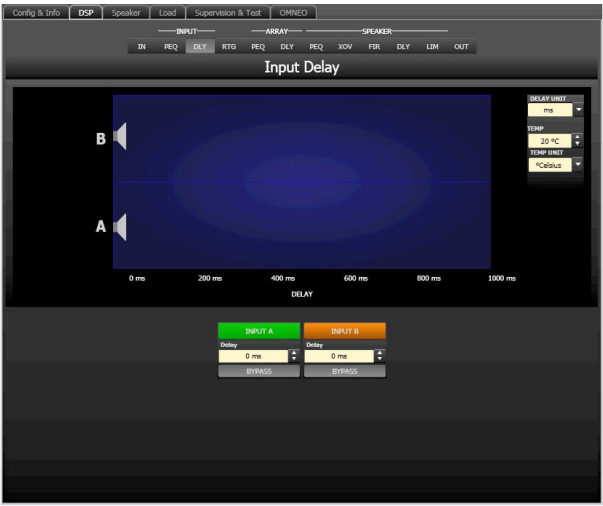 Config & Info DSP Speaker Load Supervision & Test OMNEO
INPUT ARRAY SPEAKER
IN PEQ DLY RTG PEQ DLY PEQ XOV FIR DLY LIM OUT
Input Delay
DELAY UNIT
ms
TEMP
20 °C
TEMP UNIT
°Celsius
B
A
0 ms 200 ms 400 ms 600 ms 800 ms 1000 ms
DELAY
INPUT A INPUT B
Delay Delay
0 ms 0 ms
BYPASS BYPASS